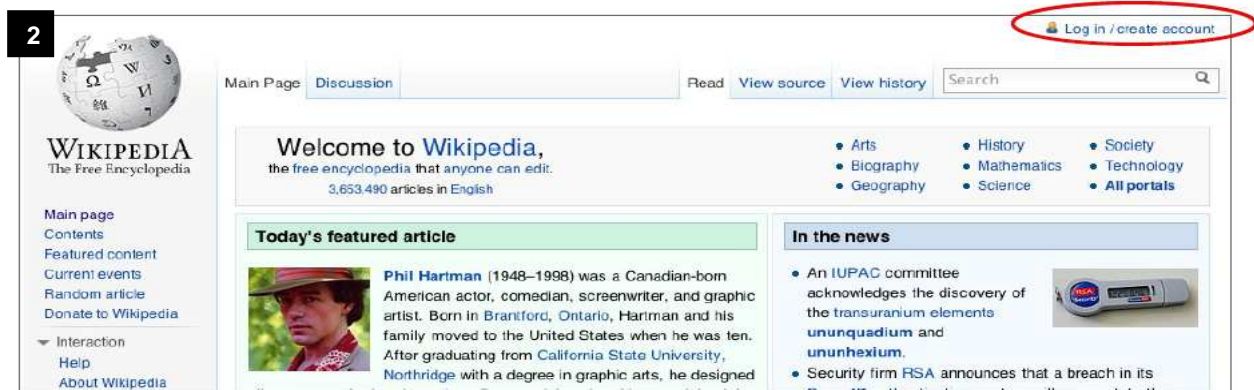 2
Log in / create account
Main Page Discussion
Read View source View history Search
WIKIPEDIA
The Free Encyclopedia
Main page
Contents
Featured content
Current events
Random article
Donate to Wikipedia
Interaction
Help
About Wikipedia
Welcome to Wikipedia,
the free encyclopedia that anyone can edit.
3,653,490 articles in English
• Arts
• Biography
• Geography
• History
• Mathematics
• Science
• Society
• Technology
• All portals
Today's featured article
Phil Hartman (1948–1998) was a Canadian-born
American actor, comedian, screenwriter, and graphic
artist. Born in Brantford, Ontario, Hartman and his
family moved to the United States when he was ten.
After graduating from California State University,
Northridge with a degree in graphic arts, he designed
In the news
• An IUPAC committee
acknowledges the discovery of
the transuranium elements
ununquadium and
ununhexium.
• Security firm RSA announces that a breach in its
RSA